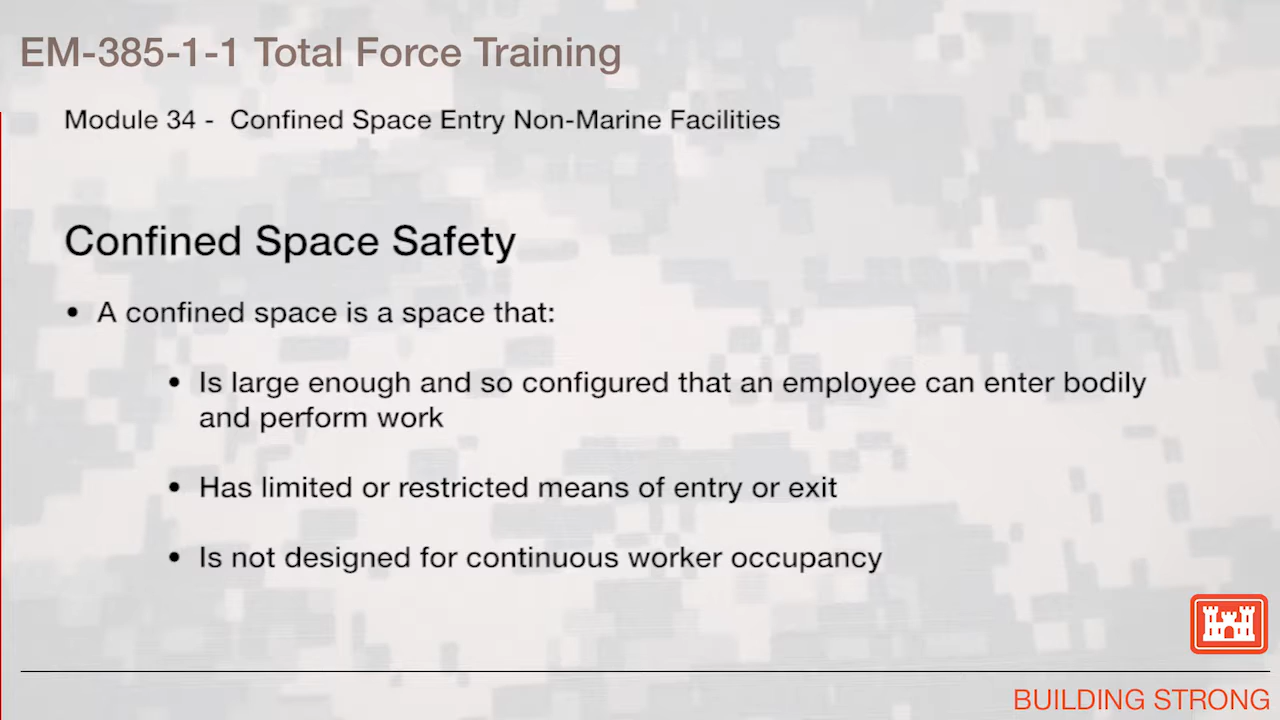 EM-385-1-1 Total Force Training
Module 34 - Confined Space Entry Non-Marine Facilities
Confined Space Safety
• A confined space is a space that:
• Is large enough and so configured that an employee can enter bodily
and perform work
• Has limited or restricted means of entry or exit
• Is not designed for continuous worker occupancy
BUILDING STRONG